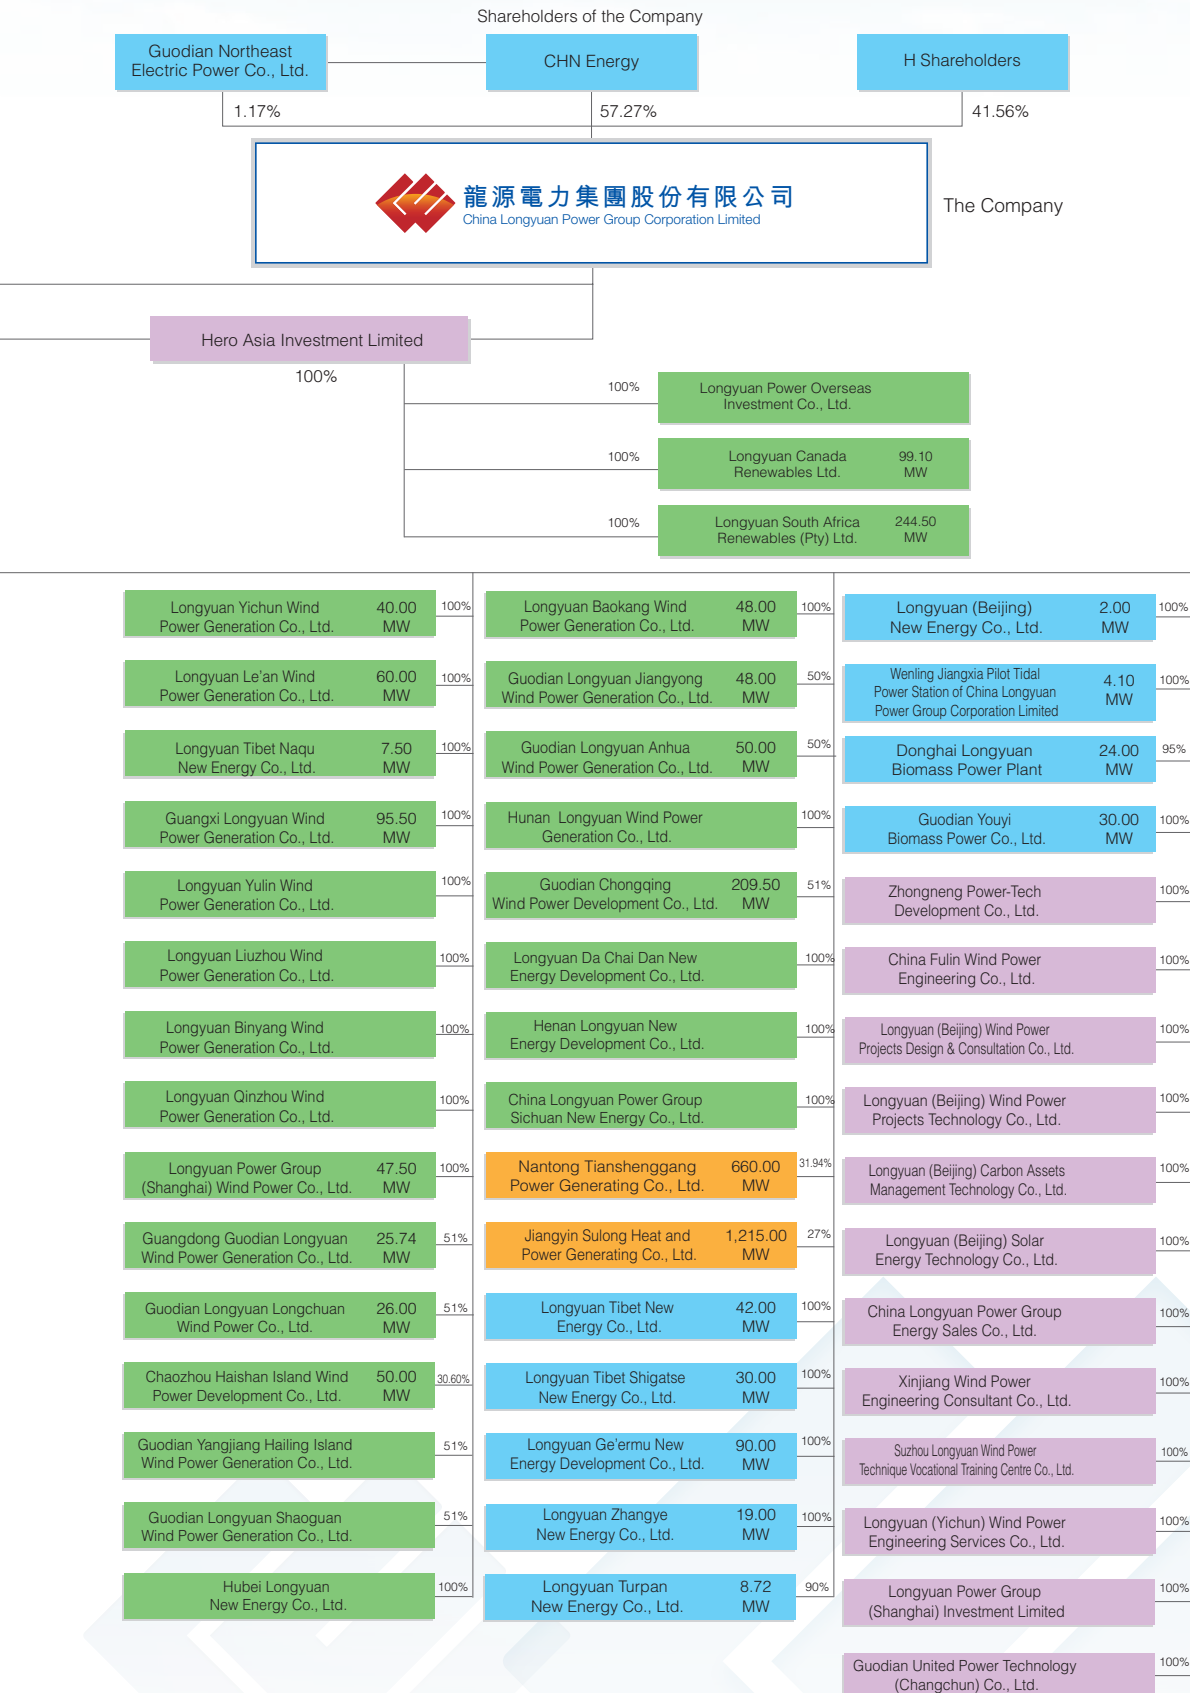 Shareholders of the Company
Guodian Northeast
Electric Power Co., Ltd.
CHN Energy
H Shareholders
1.17%
57.27%
41.56%
龍源電力集團股份有限公司
China Longyuan Power Group Corporation Limited
The Company
Hero Asia Investment Limited
100%
100%
Longyuan Power Overseas
Investment Co., Ltd.
100%
Longyuan Canada
Renewables Ltd.
99.10
MW
100%
Longyuan South Africa
Renewables (Pty) Ltd.
244.50
MW
Longyuan Yichun Wind
Power Generation Co., Ltd.
40.00
MW
100%
Longyuan Le'an Wind
Power Generation Co., Ltd.
60.00
MW
100%
Longyuan Tibet Naqu
New Energy Co., Ltd.
7.50
MW
100%
Guangxi Longyuan Wind
Power Generation Co., Ltd.
95.50
MW
100%
Longyuan Yulin Wind
Power Generation Co., Ltd.
100%
Longyuan Liuzhou Wind
Power Generation Co., Ltd.
100%
Longyuan Binyang Wind
Power Generation Co., Ltd.
100%
Longyuan Qinzhou Wind
Power Generation Co., Ltd.
100%
Longyuan Power Group
(Shanghai) Wind Power Co., Ltd.
47.50
MW
100%
Guangdong Guodian Longyuan
Wind Power Generation Co., Ltd.
25.74
MW
51%
Guodian Longyuan Longchuan
Wind Power Co., Ltd.
26.00
MW
51%
Chaozhou Haishan Island Wind
Power Development Co., Ltd.
50.00
MW
30.60%
Guodian Yangjiang Hailing Island
Wind Power Generation Co., Ltd.
51%
Guodian Longyuan Shaoguan
Wind Power Generation Co., Ltd.
51%
Hubei Longyuan
New Energy Co., Ltd.
100%
Longyuan Baokang Wind
Power Generation Co., Ltd.
48.00
MW
100%
Guodian Longyuan Jiangyong
Wind Power Generation Co., Ltd.
48.00
MW
50%
Guodian Longyuan Anhua
Wind Power Generation Co., Ltd.
50.00
MW
50%
Hunan Longyuan Wind Power
Generation Co., Ltd.
100%
Guodian Chongqing
Wind Power Development Co., Ltd.
209.50
MW
51%
Longyuan Da Chai Dan New
Energy Development Co., Ltd.
100%
Henan Longyuan New
Energy Development Co., Ltd.
100%
China Longyuan Power Group
Sichuan New Energy Co., Ltd.
100%
Nantong Tianshenggang
Power Generating Co., Ltd.
660.00
MW
31.94%
Jiangyin Sulong Heat and
Power Generating Co., Ltd.
1,215.00
MW
27%
Longyuan Tibet New
Energy Co., Ltd.
42.00
MW
100%
Longyuan Tibet Shigatse
New Energy Co., Ltd.
30.00
MW
100%
Longyuan Ge'ermu New
Energy Development Co., Ltd.
90.00
MW
100%
Longyuan Zhangye
New Energy Co., Ltd.
19.00
MW
100%
Longyuan Turpan
New Energy Co., Ltd.
8.72
MW
90%
Longyuan (Beijing)
New Energy Co., Ltd.
2.00
MW
100%
Wenling Jiangxia Pilot Tidal
Power Station of China Longyuan
Power Group Corporation Limited
4.10
MW
100%
Donghai Longyuan
Biomass Power Plant
24.00
MW
95%
Guodian Youyi
Biomass Power Co., Ltd.
30.00
MW
100%
Zhongneng Power-Tech
Development Co., Ltd.
100%
China Fulin Wind Power
Engineering Co., Ltd.
100%
Longyuan (Beijing) Wind Power
Projects Design & Consultation Co., Ltd.
100%
Longyuan (Beijing) Wind Power
Projects Technology Co., Ltd.
100%
Longyuan (Beijing) Carbon Assets
Management Technology Co., Ltd.
100%
Longyuan (Beijing) Solar
Energy Technology Co., Ltd.
100%
China Longyuan Power Group
Energy Sales Co., Ltd.
100%
Xinjiang Wind Power
Engineering Consultant Co., Ltd.
100%
Suzhou Longyuan Wind Power
Technique Vocational Training Centre Co., Ltd.
100%
Longyuan (Yichun) Wind Power
Engineering Services Co., Ltd.
100%
Longyuan Power Group
(Shanghai) Investment Limited
100%
Guodian United Power Technology
(Changchun) Co., Ltd.
100%